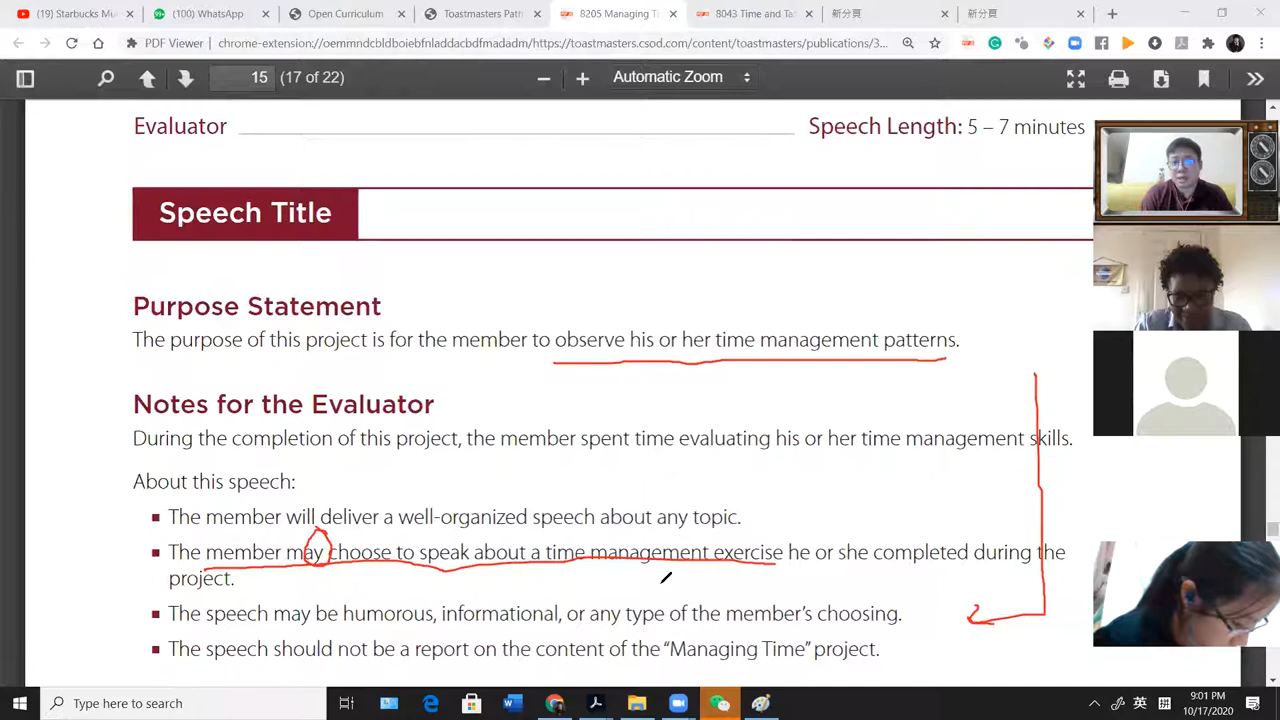 (19) Starbucks Mu
(100) WhatsApp
Open Curriculum
Toastmasters Pat
8205 Managing Ti
8043 Time and Ta
新分頁
新分頁
PDF Viewer
chrome-extension://oemmndcbldboiebfnladdacbdfmadadm/https://toastmasters.csod.com/content/toastmasters/publications/3...
15 (17 of 22)
Automatic Zoom
Evaluator
Speech Length: 5 – 7 minutes
Speech Title
Purpose Statement
The purpose of this project is for the member to observe his or her time management patterns.
Notes for the Evaluator
During the completion of this project, the member spent time evaluating his or her time management skills.
About this speech:
■ The member will deliver a well-organized speech about any topic.
■ The member may choose to speak about a time management exercise he or she completed during the
project.
■ The speech may be humorous, informational, or any type of the member’s choosing.
■ The speech should not be a report on the content of the “Managing Time” project.
Type here to search
英
拼
9:01 PM
10/17/2020